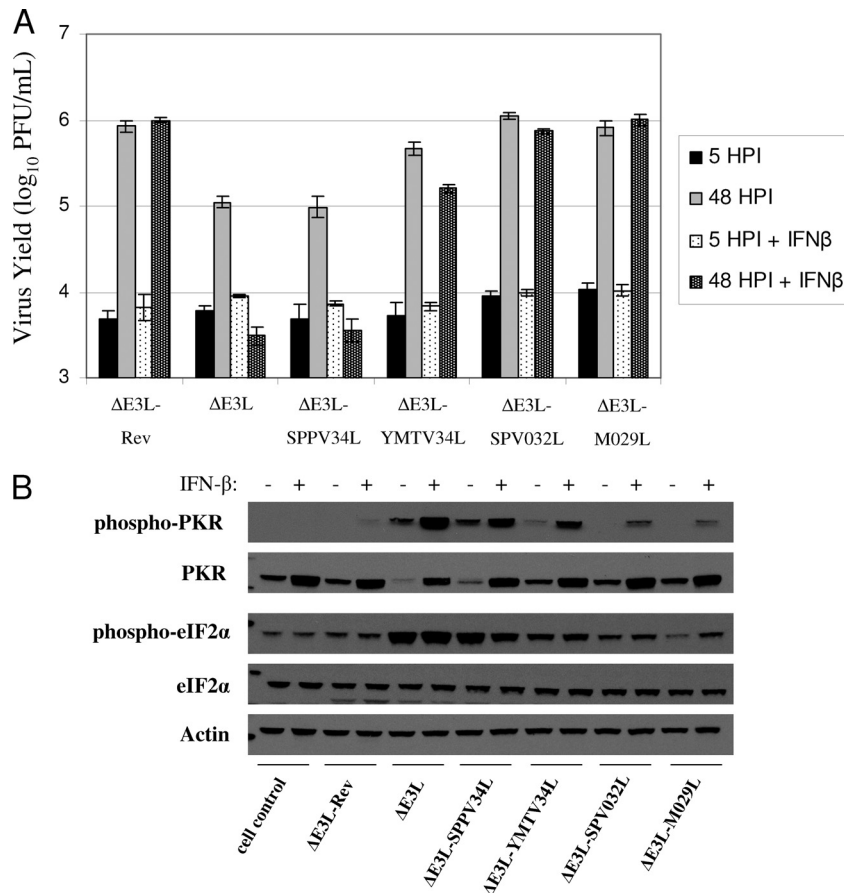 A
Virus Yield (log10 PFU/mL)
7
6
5
4
3
ΔE3L-
Rev
ΔE3L
ΔE3L-
SPPV34L
ΔE3L-
YMTV34L
ΔE3L-
SPV032L
ΔE3L-
M029L
5 HPI
48 HPI
5 HPI + IFNβ
48 HPI + IFNβ
B
IFN-β: - + - + - + - + - + - + - +
phospho-PKR
PKR
phospho-eIF2α
eIF2α
Actin
cell control
ΔE3L-Rev
ΔE3L
ΔE3L-SPPV34L
ΔE3L-YMTV34L
ΔE3L-SPV032L
ΔE3L-M029L